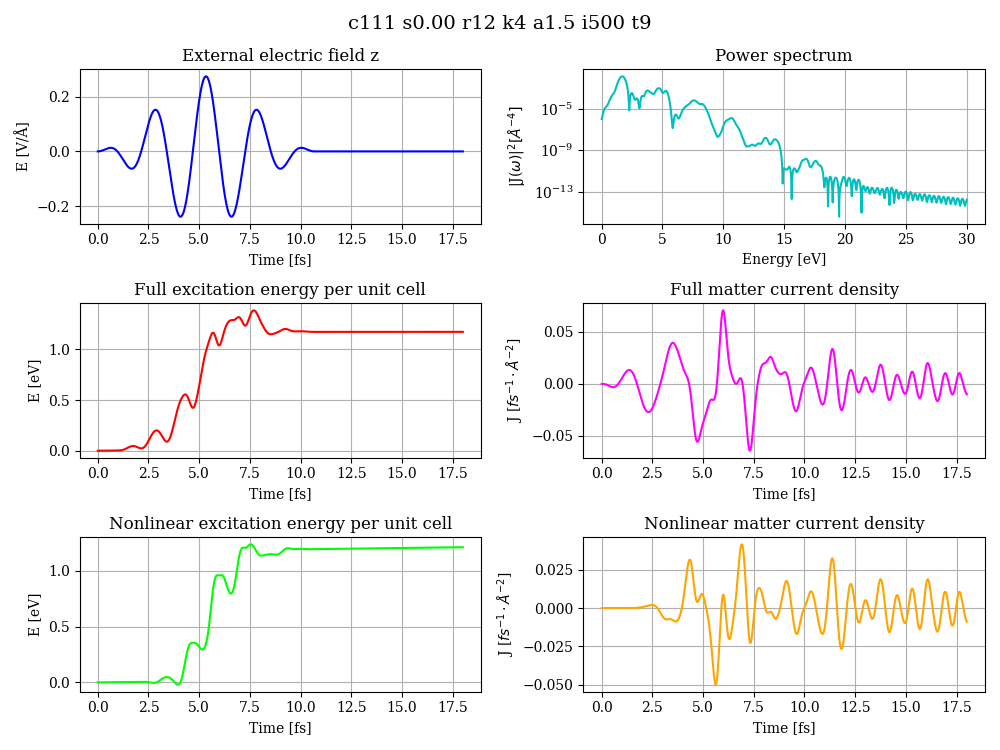 c111 s0.00 r12 k4 a1.5 i500 t9
External electric field z
Power spectrum
E [V/Å]
0.2
0.0
−0.2
0.0 2.5 5.0 7.5 10.0 12.5 15.0 17.5
Time [fs]
|J(ω)|² [Å⁻⁴]
10⁻⁵
10⁻⁹
10⁻¹³
0 5 10 15 20 25 30
Energy [eV]
Full excitation energy per unit cell
Full matter current density
E [eV]
1.0
0.5
0.0
0.0 2.5 5.0 7.5 10.0 12.5 15.0 17.5
Time [fs]
J [fs⁻¹ · Å⁻²]
0.05
0.00
−0.05
0.0 2.5 5.0 7.5 10.0 12.5 15.0 17.5
Time [fs]
Nonlinear excitation energy per unit cell
Nonlinear matter current density
E [eV]
1.0
0.5
0.0
0.0 2.5 5.0 7.5 10.0 12.5 15.0 17.5
Time [fs]
J [fs⁻¹ · Å⁻²]
0.025
0.000
−0.025
−0.050
0.0 2.5 5.0 7.5 10.0 12.5 15.0 17.5
Time [fs]